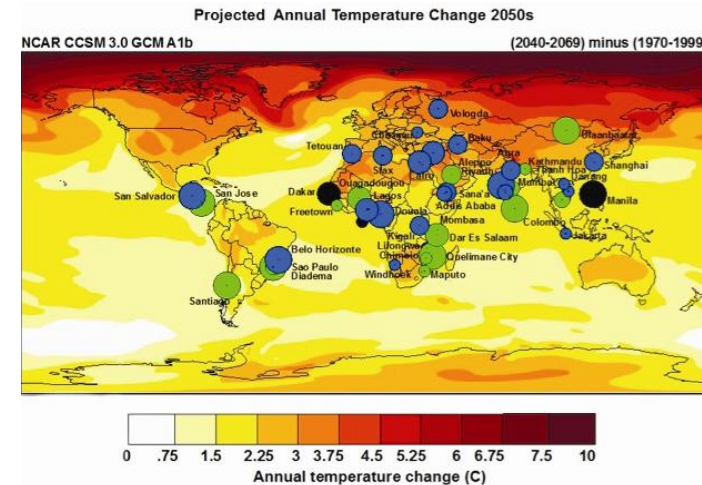 Projected Annual Temperature Change 2050s
NCAR CCSM 3.0 GCM A1b
(2040-2069) minus (1970-1999
Vologda
Ulaanbaatar
Baku
Tetouan
Sfax
Aleppo
Agra
Kathmandu
Shanghai
Riyadh
Cairo
Danang
Mumbai
San Salvador
San Jose
Dakar
Ouagadougou
Sana'a
Manila
Freetown
Lagos
Addis Ababa
Douala
Colombo
Mombasa
Jakarta
Kigali
Dar Es Salaam
Belo Horizonte
Lilongwe
Chimoio
Quelimane City
Sao Paulo
Diadema
Windhoek
Maputo
Santiago
0 .75 1.5 2.25 3 3.75 4.5 5.25 6 6.75 7.5 10
Annual temperature change (C)